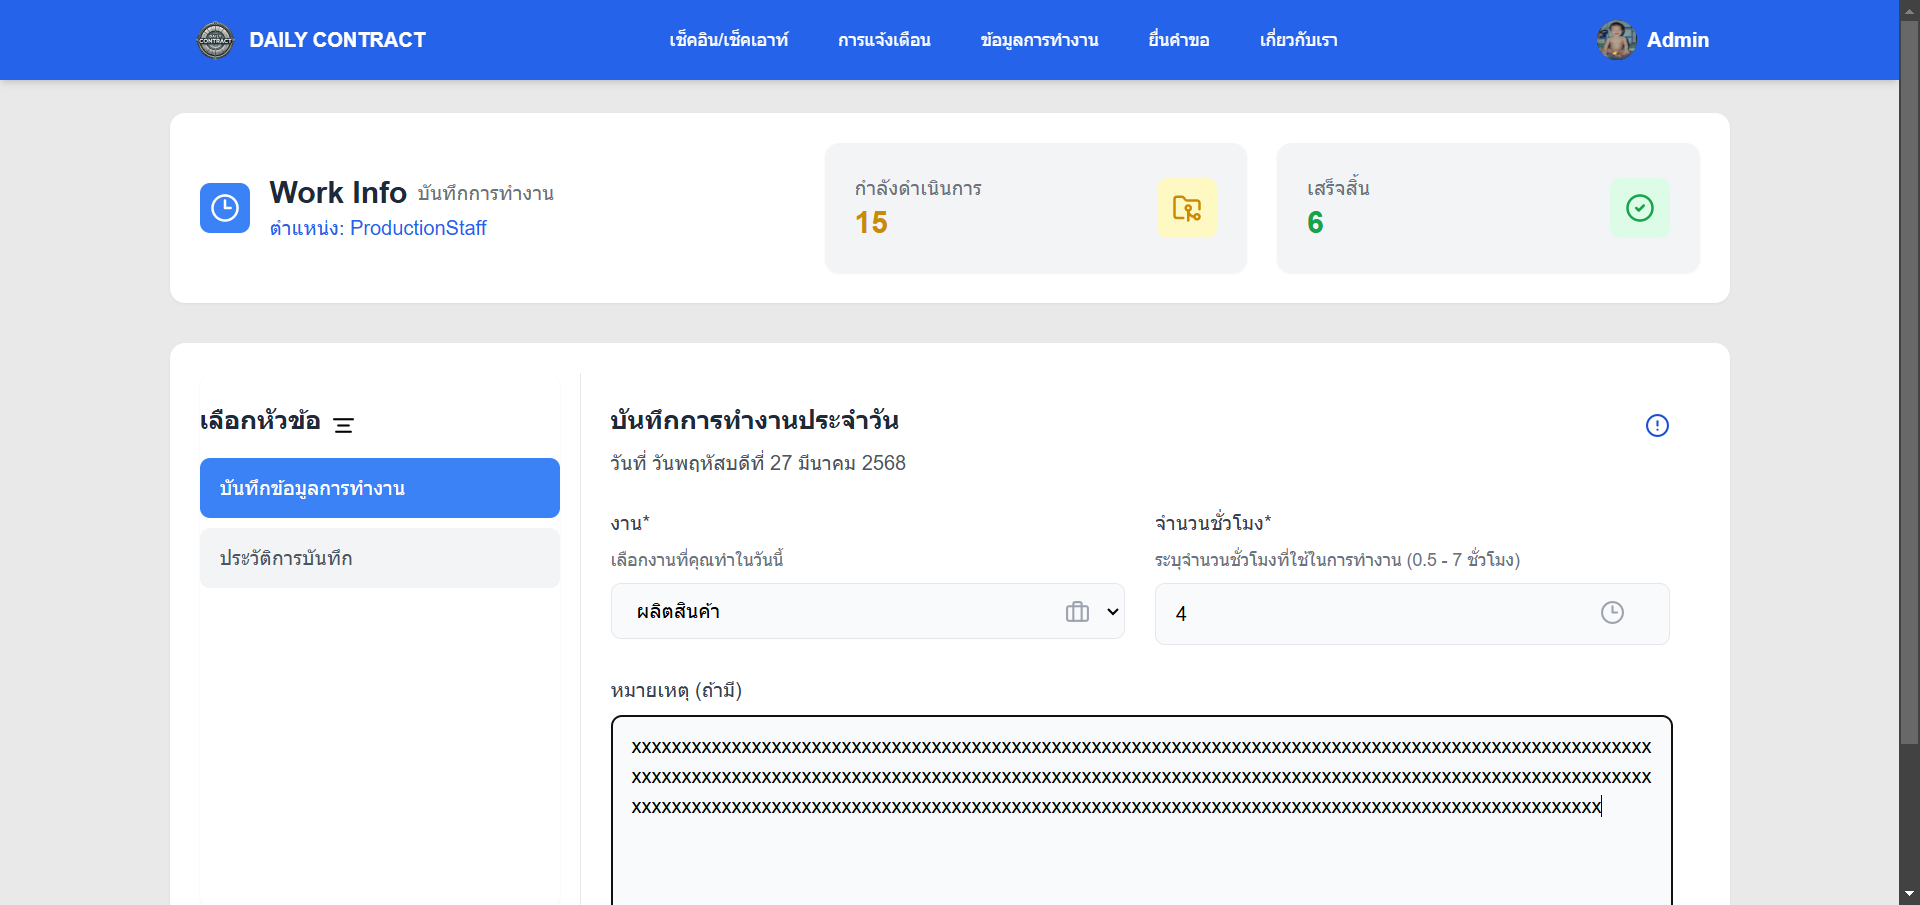 DAILY CONTRACT
เช็คอิน/เช็คเอาท์
การแจ้งเตือน
ข้อมูลการทำงาน
ยื่นคำขอ
เกี่ยวกับเรา
Admin
Work Info บันทึกการทำงาน
ตำแหน่ง: ProductionStaff
กำลังดำเนินการ
15
เสร็จสิ้น
6
เลือกหัวข้อ
บันทึกข้อมูลการทำงาน
ประวัติการบันทึก
บันทึกการทำงานประจำวัน
วันที่ วันพฤหัสบดีที่ 27 มีนาคม 2568
งาน*
เลือกงานที่คุณทำในวันนี้
ผลิตสินค้า
จำนวนชั่วโมง*
ระบุจำนวนชั่วโมงที่ใช้ในการทำงาน (0.5 - 7 ชั่วโมง)
4
หมายเหตุ (ถ้ามี)
xxxxxxxxxxxxxxxxxxxxxxxxxxxxxxxxxxxxxxxxxxxxxxxxxxxxxxxxxxxxxxxxxxxxxxxxxxxxxxxxxxxxxxxxxxxxxxxxxxxxxx
xxxxxxxxxxxxxxxxxxxxxxxxxxxxxxxxxxxxxxxxxxxxxxxxxxxxxxxxxxxxxxxxxxxxxxxxxxxxxxxxxxxxxxxxxxxxxxxxxxxxxx
xxxxxxxxxxxxxxxxxxxxxxxxxxxxxxxxxxxxxxxxxxxxxxxxxxxxxxxxxxxxxxxxxxxxxxxxxxxxxxxxxxxxxxxxxxxxxxxxx